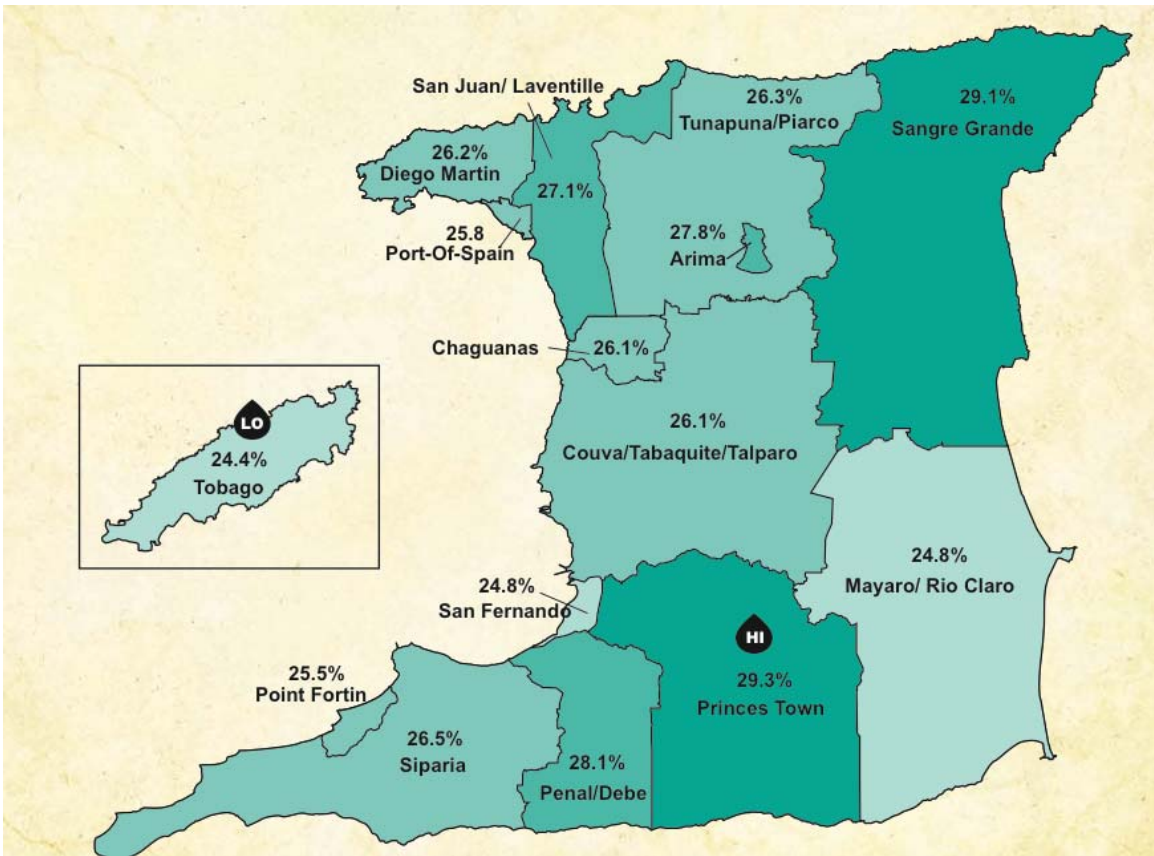 San Juan/ Laventille
26.3%
Tunapuna/Piarco
29.1%
Sangre Grande
26.2%
Diego Martin
27.1%
25.8
Port-Of-Spain
27.8%
Arima
Chaguanas
26.1%
LO
24.4%
Tobago
26.1%
Couva/Tabaquite/Talparo
24.8%
San Fernando
24.8%
Mayaro/ Rio Claro
HI
29.3%
Princes Town
25.5%
Point Fortin
26.5%
Siparia
28.1%
Penal/Debe